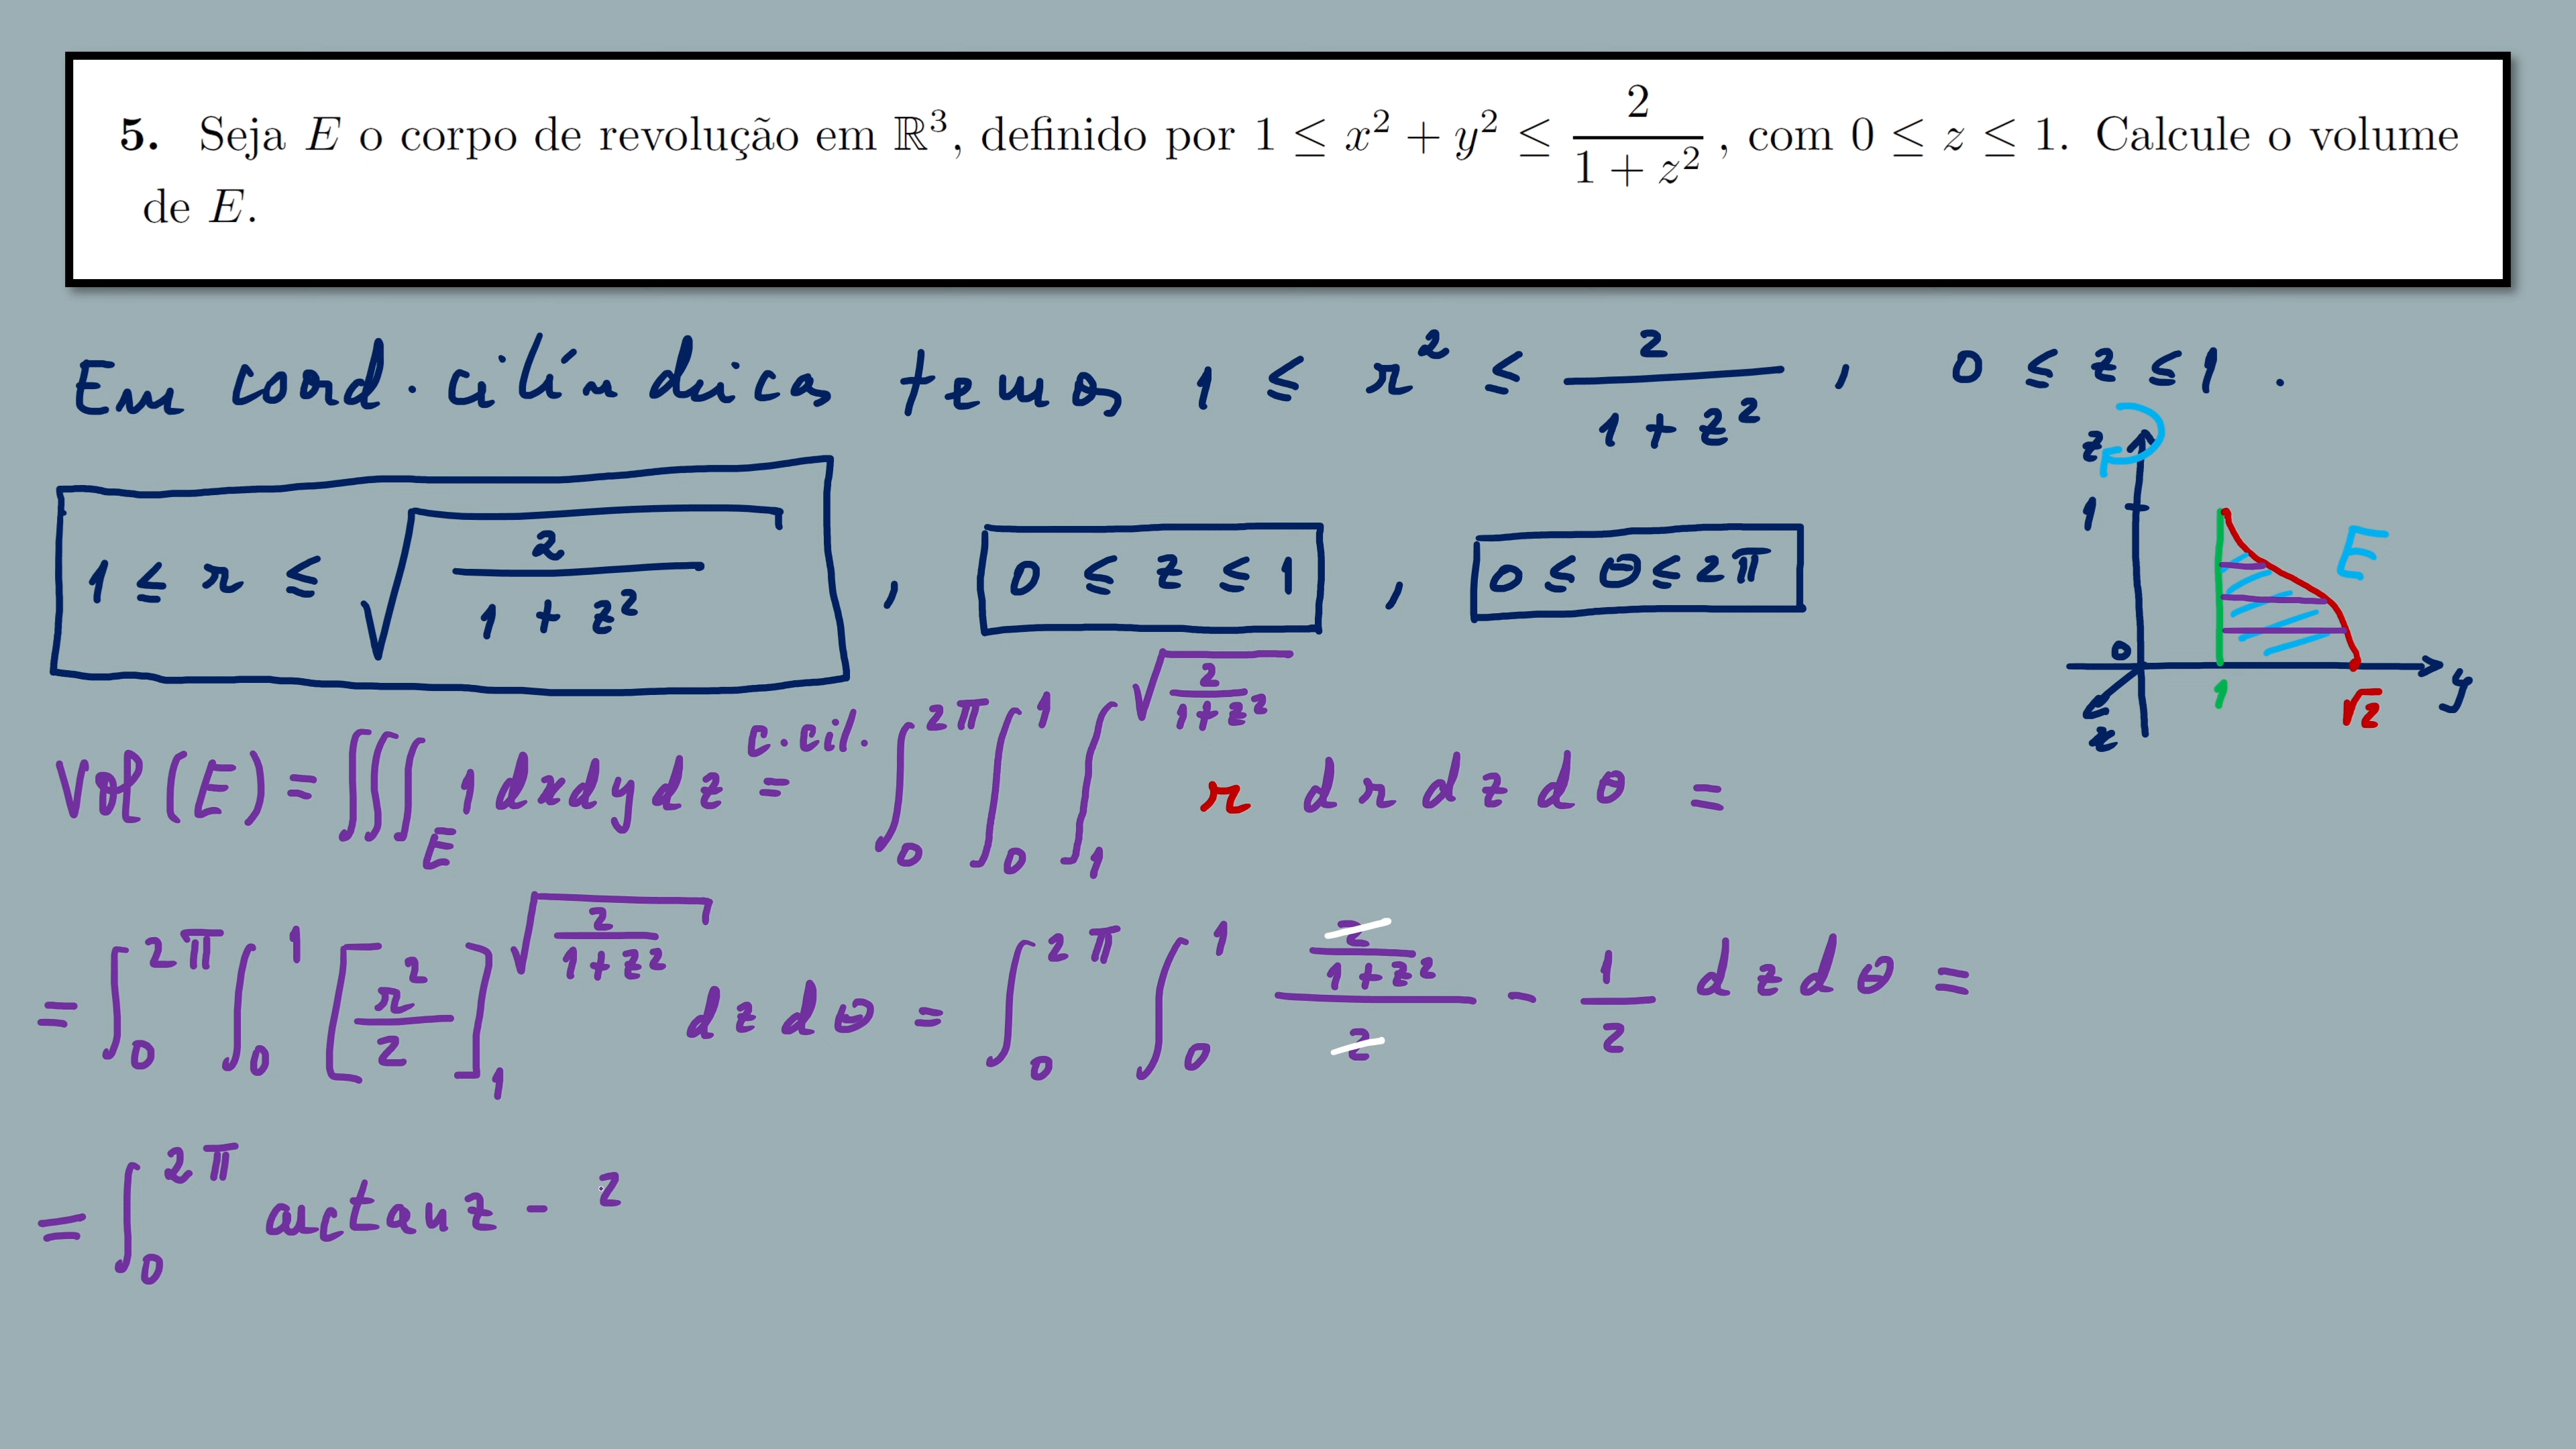 5. Seja E o corpo de revolução em ℝ³, definido por 1 ≤ x² + y² ≤ 2/(1 + z²), com 0 ≤ z ≤ 1. Calcule o volume
de E.
Em coord. cilíndricas temos 1 ≤ r² ≤ 2/(1 + z²), 0 ≤ z ≤ 1.
1 ≤ r ≤ √(2/(1 + z²)), 0 ≤ z ≤ 1, 0 ≤ θ ≤ 2π
z
1
E
0
1
√2
y
x
Vol(E) = ∭_E 1 dxdydz =^{c.cil.} ∫_0^{2π} ∫_0^1 ∫_1^{√(2/(1+z²))} r dr dz dθ =
= ∫_0^{2π} ∫_0^1 [r²/2]_1^{√(2/(1+z²))} dz dθ = ∫_0^{2π} ∫_0^1 (2/(1+z²))/2 - 1/2 dz dθ =
= ∫_0^{2π} arctan z - z